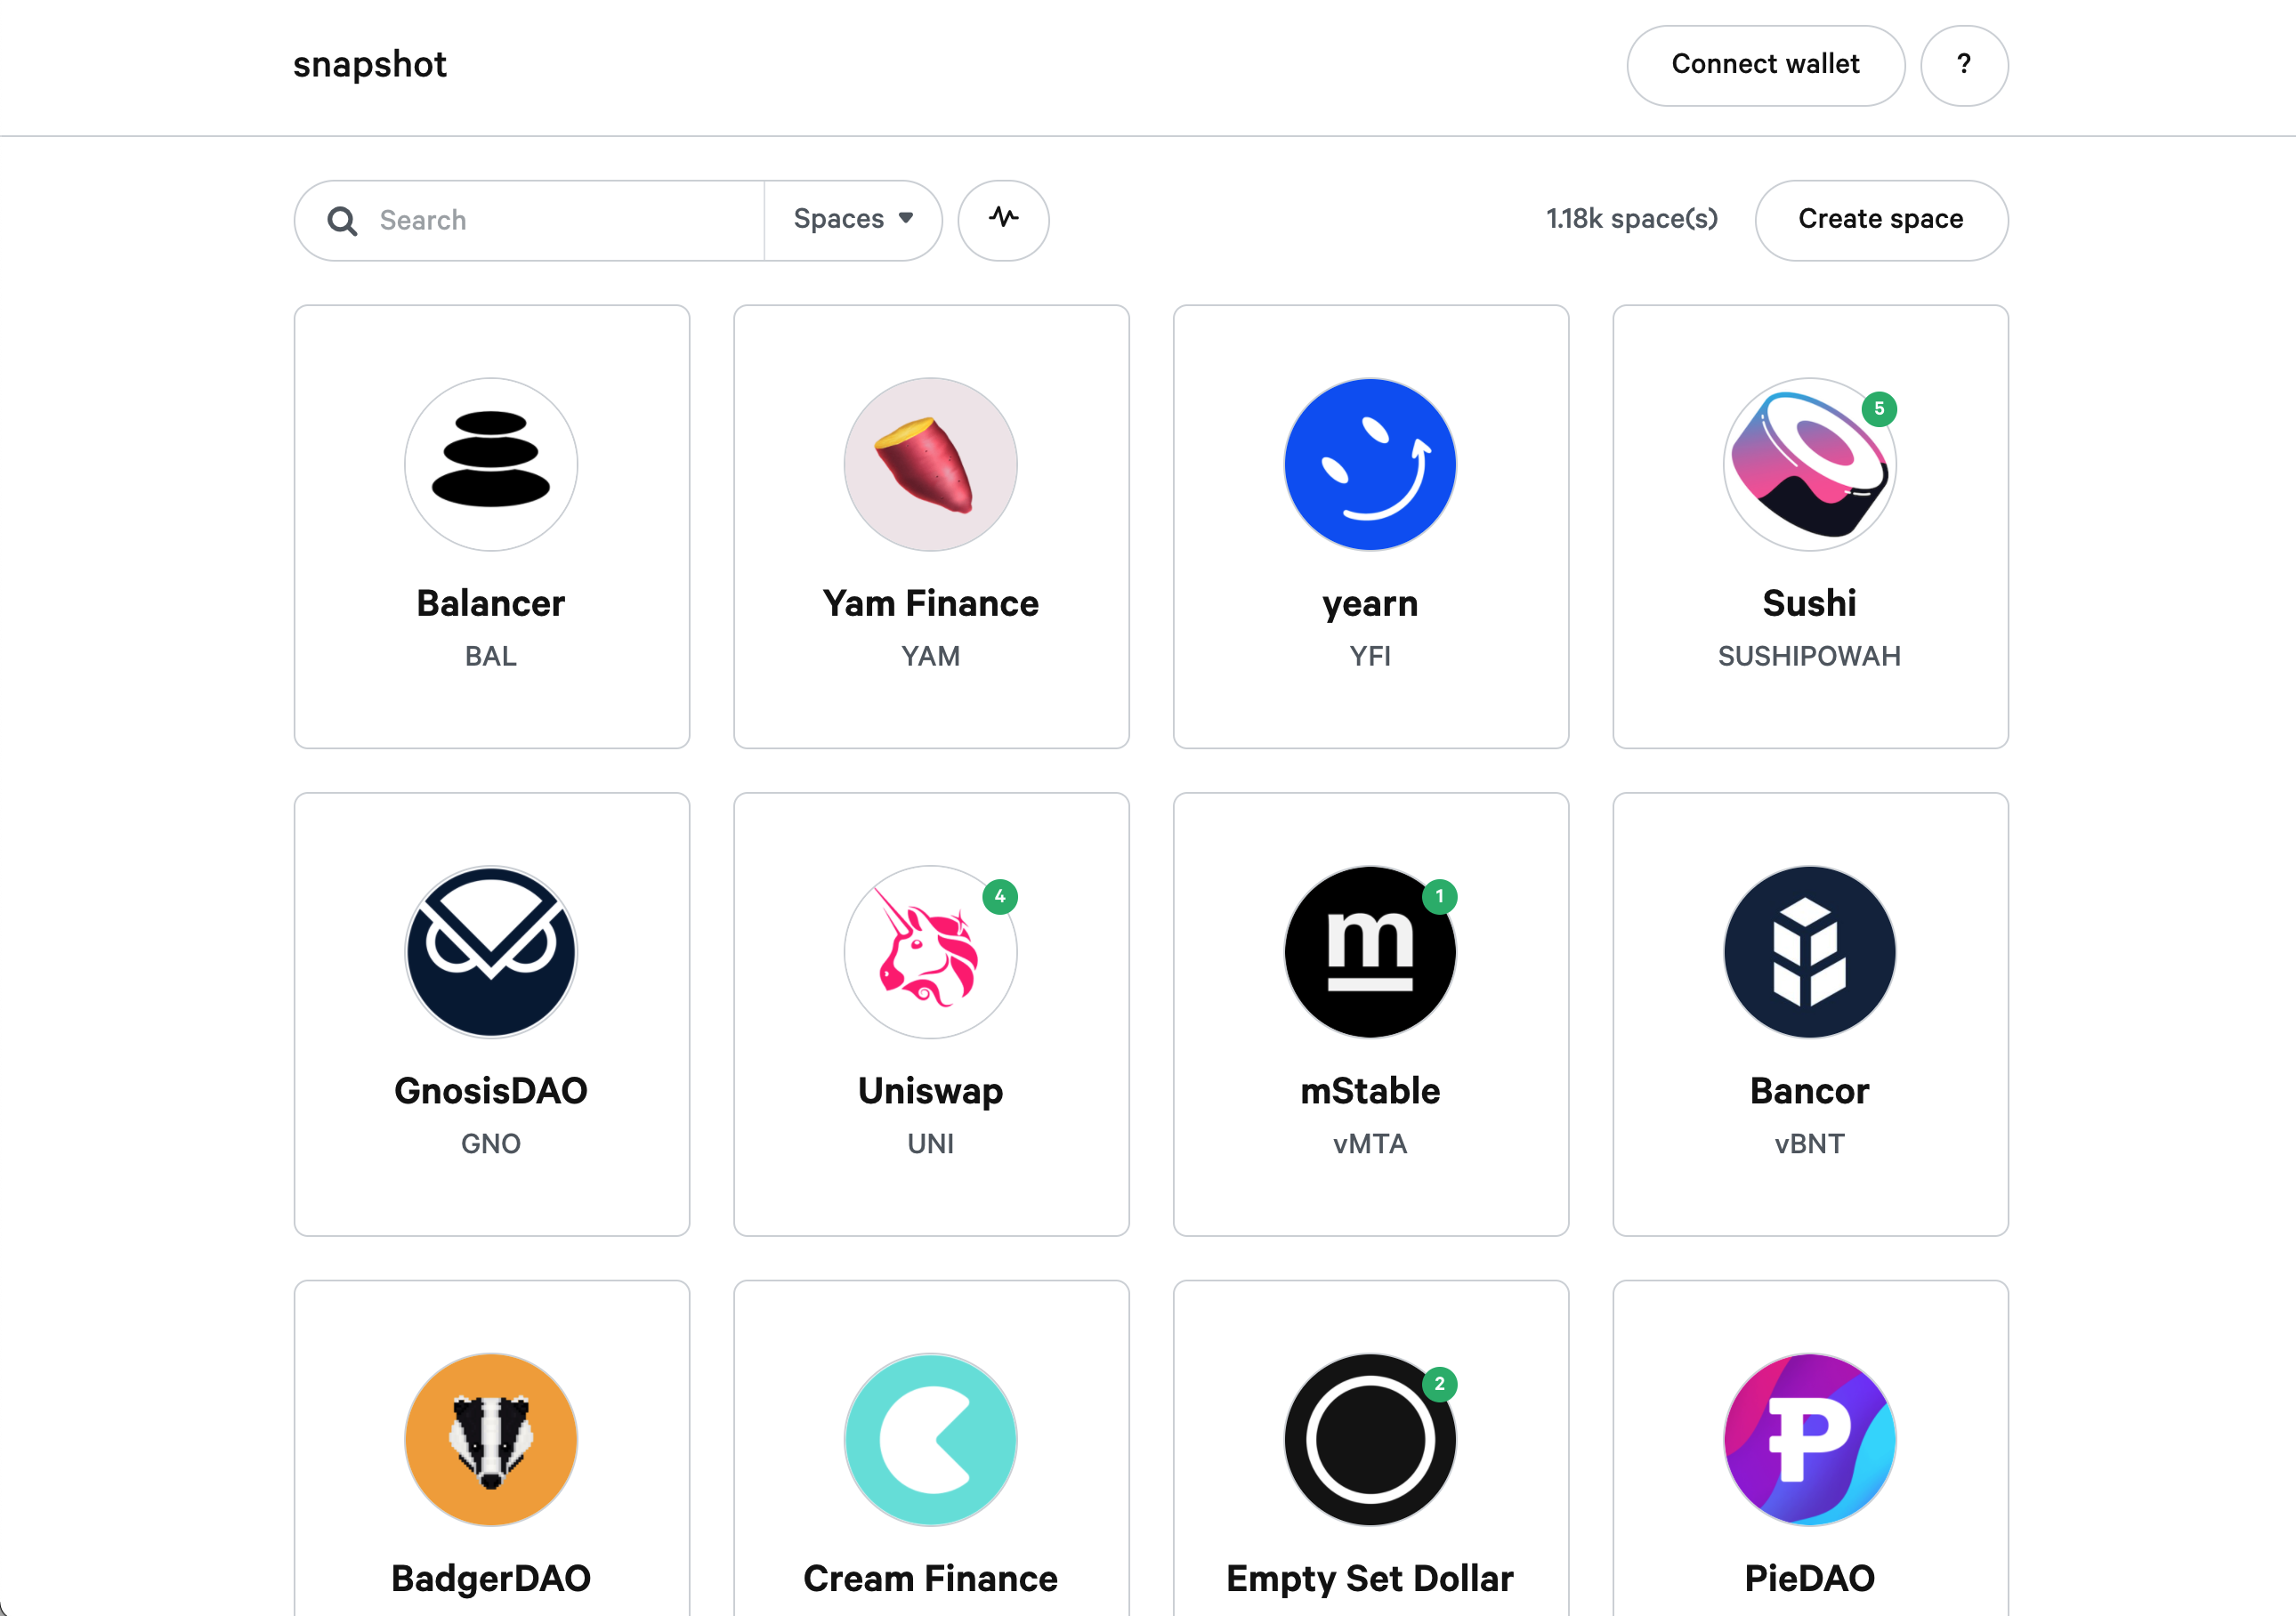 snapshot
Connect wallet
?
Search
Spaces
1.18k space(s)
Create space
Balancer
BAL
Yam Finance
YAM
yearn
YFI
5
Sushi
SUSHIPOWAH
GnosisDAO
GNO
4
Uniswap
UNI
1
m
mStable
vMTA
Bancor
vBNT
BadgerDAO
Cream Finance
2
Empty Set Dollar
P
PieDAO